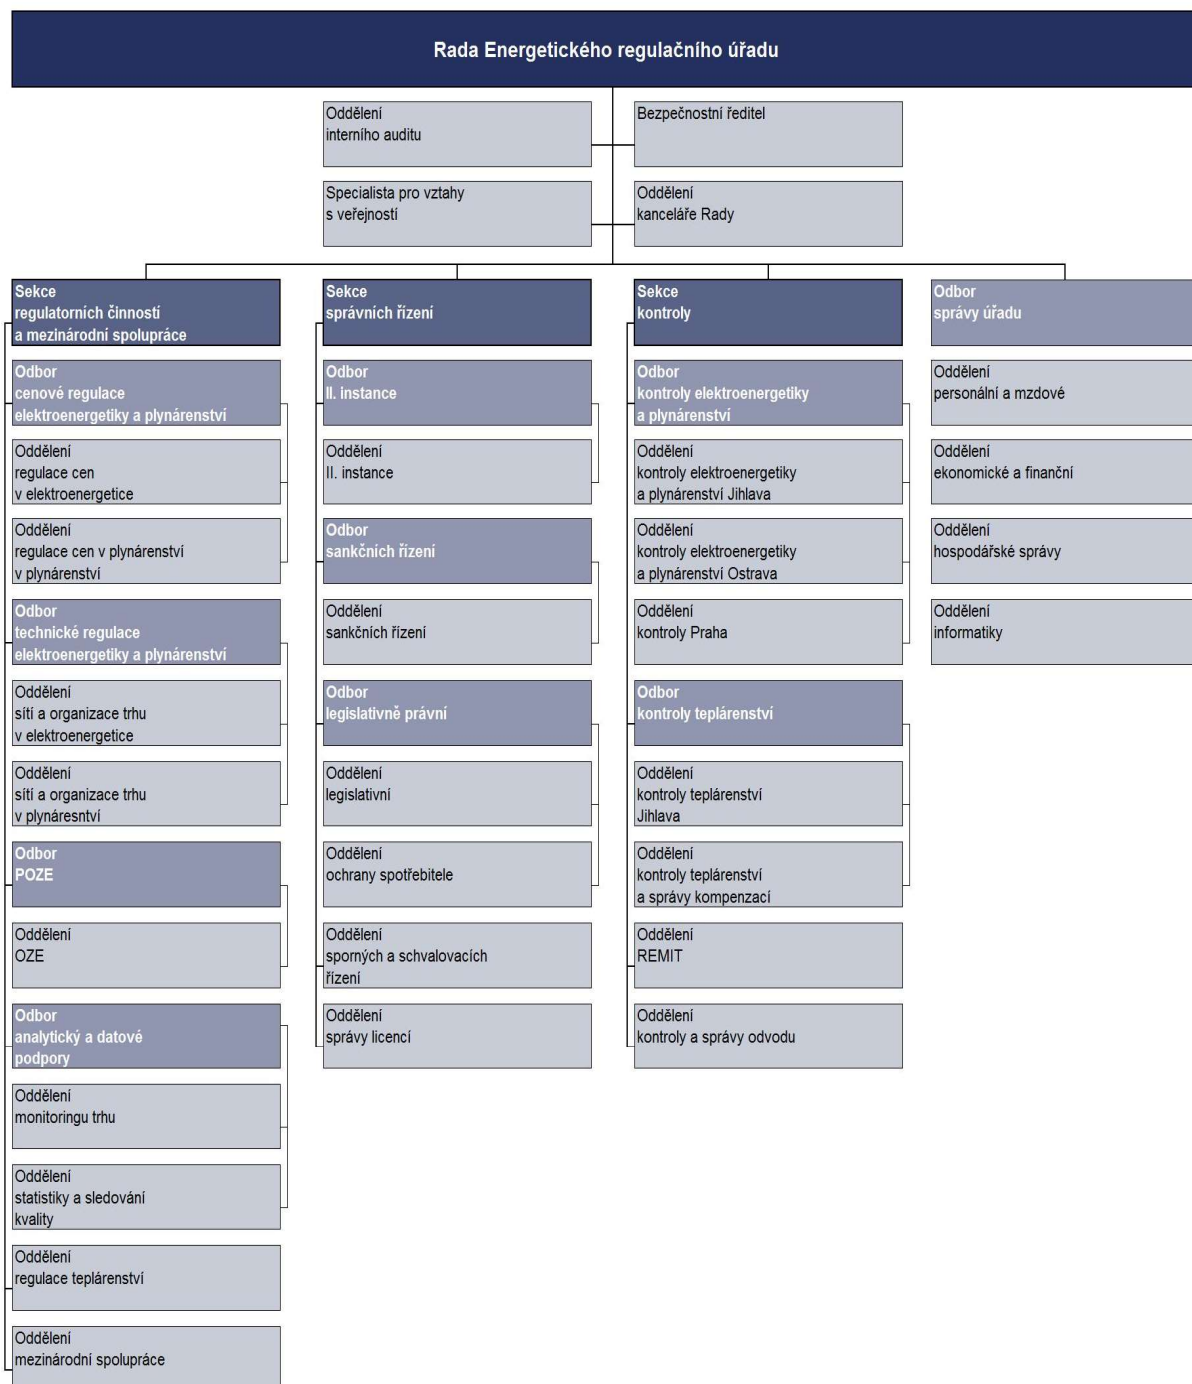 Rada Energetického regulačního úřadu
Oddělení
interního auditu
Bezpečnostní ředitel
Specialista pro vztahy
s veřejností
Oddělení
kanceláře Rady
Sekce
regulatorních činností
a mezinárodní spolupráce
Odbor
cenové regulace
elektroenergetiky a plynárenství
Oddělení
regulace cen
v elektroenergetice
Oddělení
regulace cen v plynárenství
v plynárenství
Odbor
technické regulace
elektroenergetiky a plynárenství
Oddělení
sítí a organizace trhu
v elektroenergetice
Oddělení
sítí a organizace trhu
v plynáresntví
Odbor
POZE
Oddělení
OZE
Odbor
analytický a datové
podpory
Oddělení
monitoringu trhu
Oddělení
statistiky a sledování
kvality
Oddělení
regulace teplárenství
Oddělení
mezinárodní spolupráce
Sekce
správních řízení
Odbor
II. instance
Oddělení
II. instance
Odbor
sankčních řízení
Oddělení
sankčních řízení
Odbor
legislativně právní
Oddělení
legislativní
Oddělení
ochrany spotřebitele
Oddělení
sporných a schvalovacích
řízení
Oddělení
správy licencí
Sekce
kontroly
Odbor
kontroly elektroenergetiky
a plynárenství
Oddělení
kontroly elektroenergetiky
a plynárenství Jihlava
Oddělení
kontroly elektroenergetiky
a plynárenství Ostrava
Oddělení
kontroly Praha
Odbor
kontroly teplárenství
Oddělení
kontroly teplárenství
Jihlava
Oddělení
kontroly teplárenství
a správy kompenzací
Oddělení
REMIT
Oddělení
kontroly a správy odvodu
Odbor
správy úřadu
Oddělení
personální a mzdové
Oddělení
ekonomické a finanční
Oddělení
hospodářské správy
Oddělení
informatiky